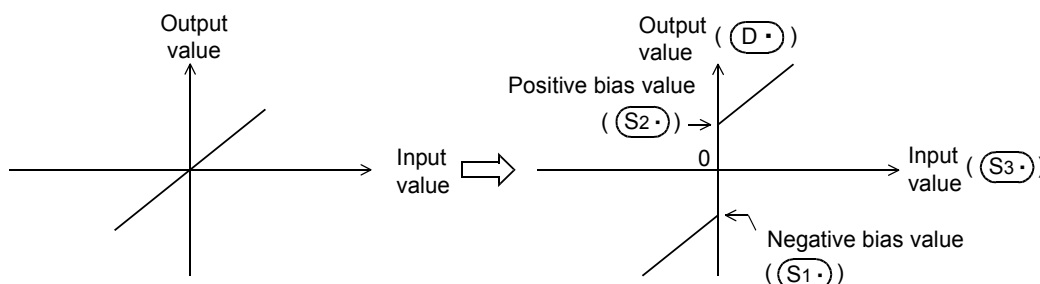 Output
value
Input
value
Output
value ( D · )
Positive bias value
( S2 · )
0
Input
value ( S3 · )
Negative bias value
( S1 · )